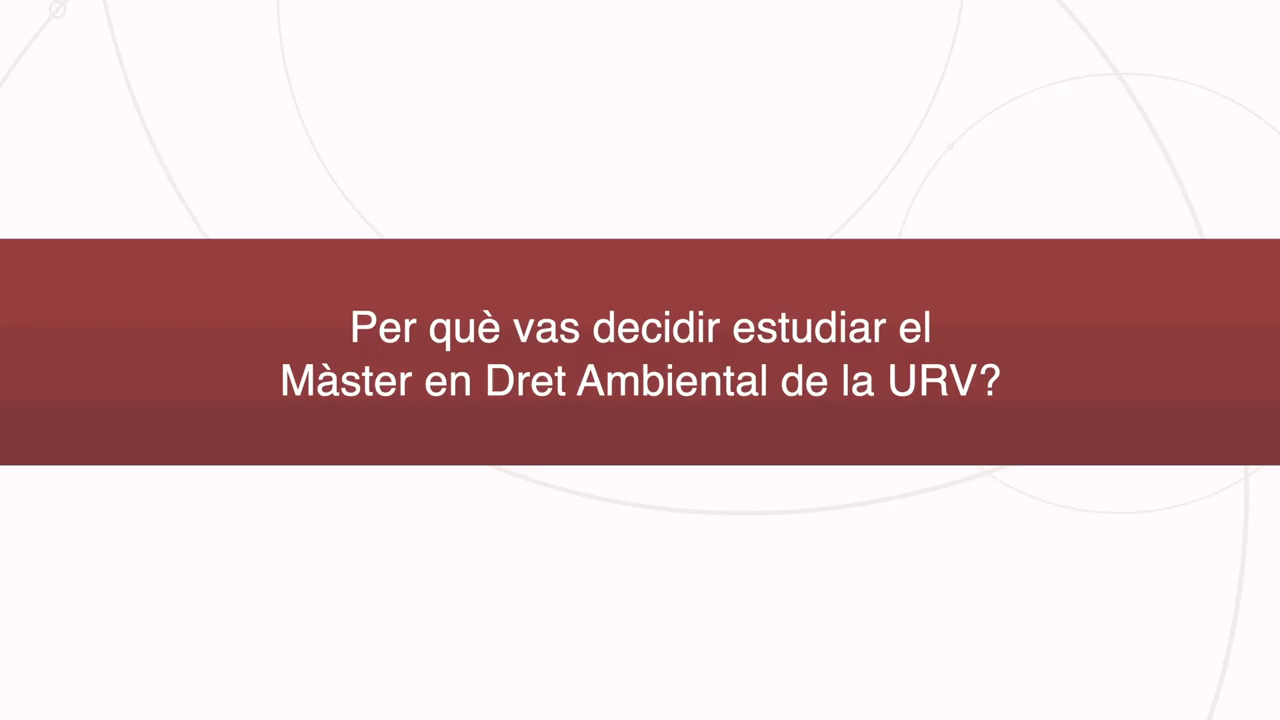 Per què vas decidir estudiar el
Màster en Dret Ambiental de la URV?